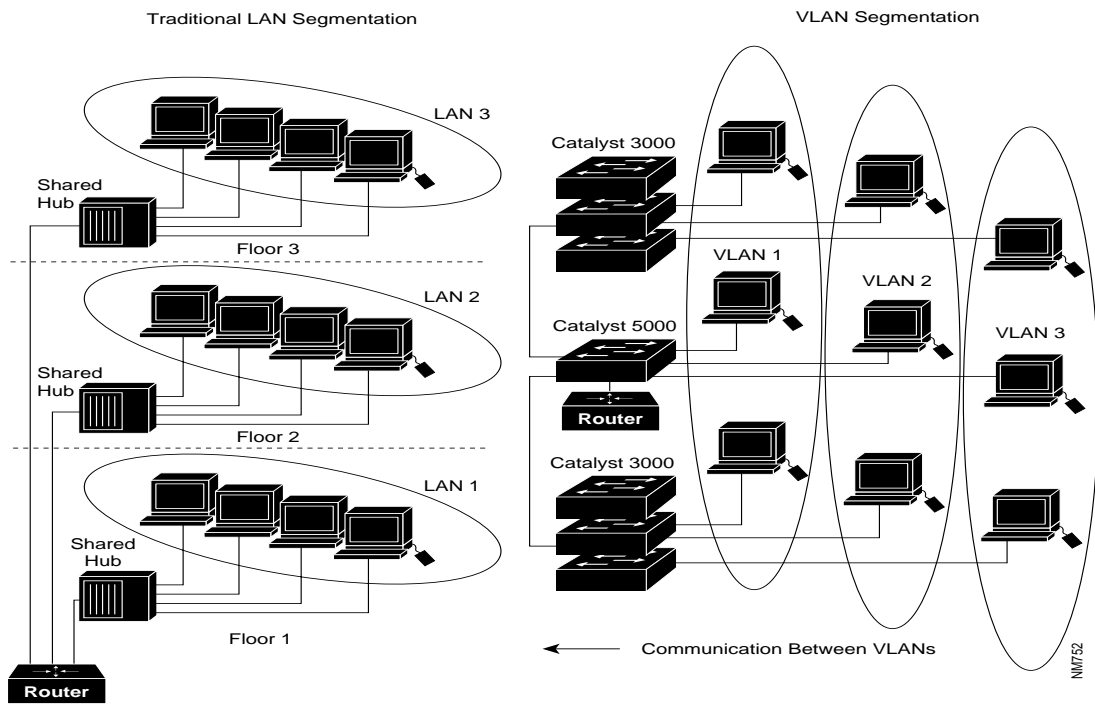 Traditional LAN Segmentation
LAN 3
Shared
Hub
Floor 3
LAN 2
Shared
Hub
Floor 2
LAN 1
Shared
Hub
Floor 1
Router
VLAN Segmentation
Catalyst 3000
VLAN 1
VLAN 2
Catalyst 5000
VLAN 3
Router
Catalyst 3000
Communication Between VLANs
NM752